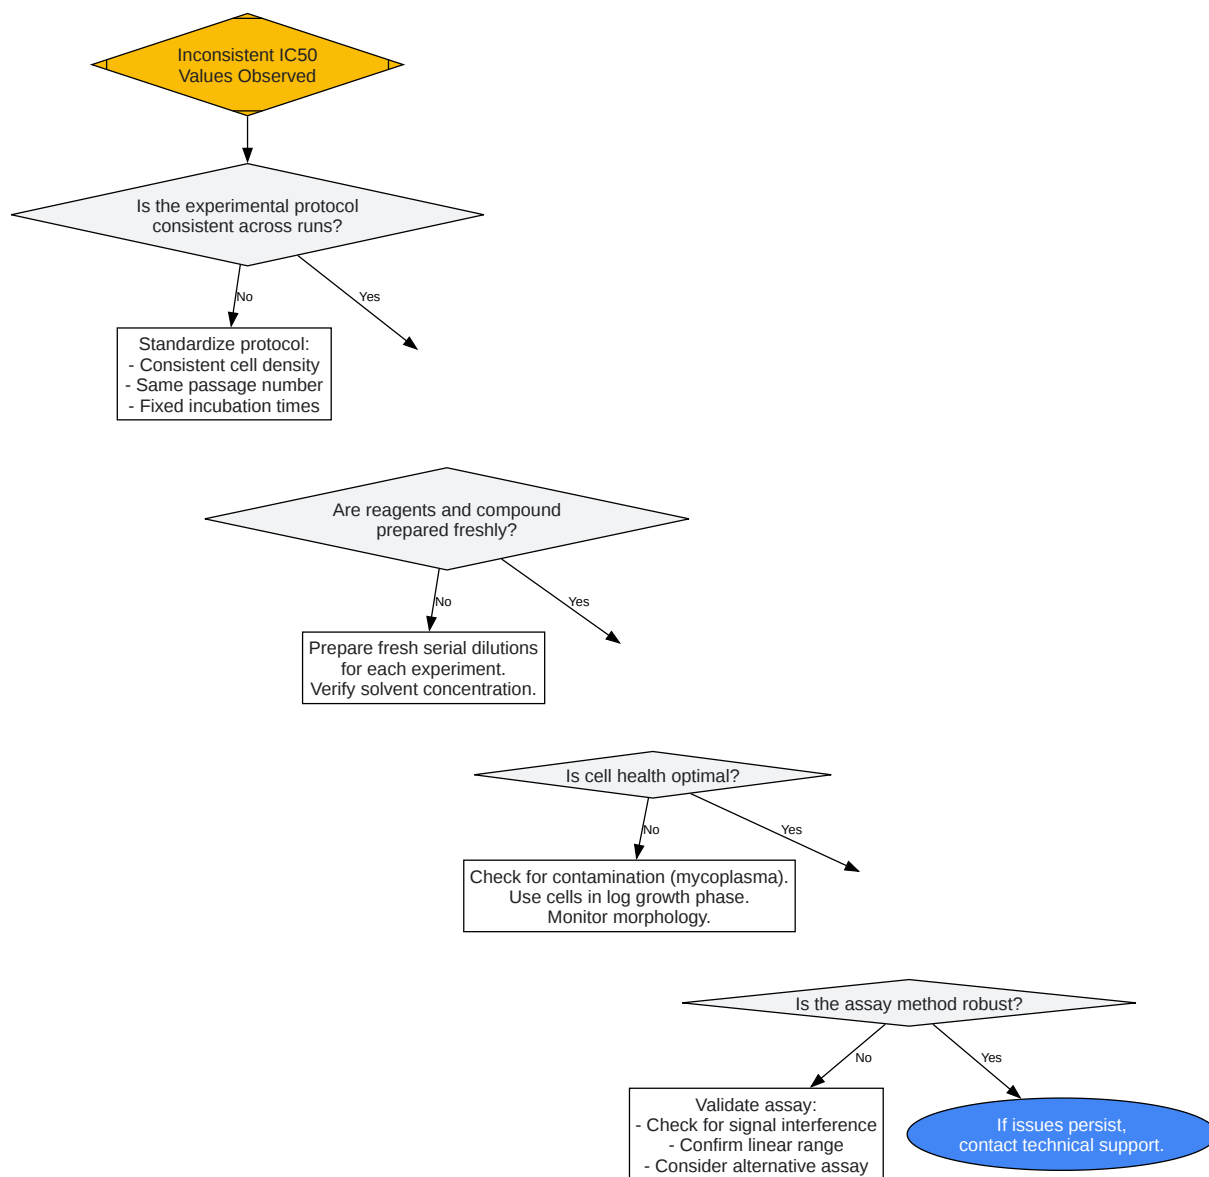 Inconsistent IC50
Values Observed
Is the experimental protocol
consistent across runs?
No
Yes
Standardize protocol:
- Consistent cell density
- Same passage number
- Fixed incubation times
Are reagents and compound
prepared freshly?
No
Yes
Prepare fresh serial dilutions
for each experiment.
Verify solvent concentration.
Is cell health optimal?
No
Yes
Check for contamination (mycoplasma).
Use cells in log growth phase.
Monitor morphology.
Is the assay method robust?
No
Yes
Validate assay:
- Check for signal interference
- Confirm linear range
- Consider alternative assay
If issues persist,
contact technical support.